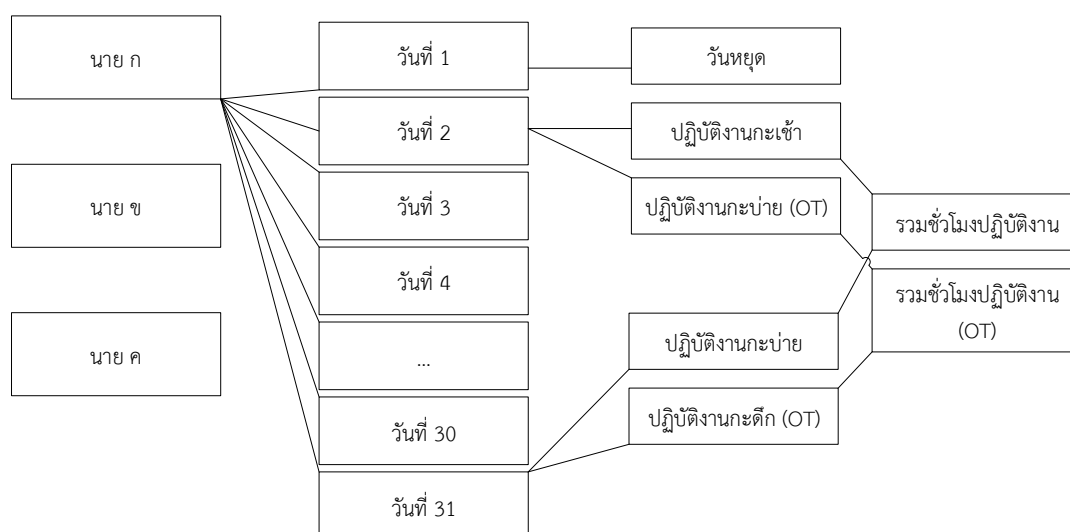 นาย ก
นาย ข
นาย ค
วันที่ 1
วันที่ 2
วันที่ 3
วันที่ 4
...
วันที่ 30
วันที่ 31
วันหยุด
ปฏิบัติงานกะเช้า
ปฏิบัติงานกะบ่าย (OT)
ปฏิบัติงานกะบ่าย
ปฏิบัติงานกะดึก (OT)
รวมชั่วโมงปฏิบัติงาน
รวมชั่วโมงปฏิบัติงาน
(OT)